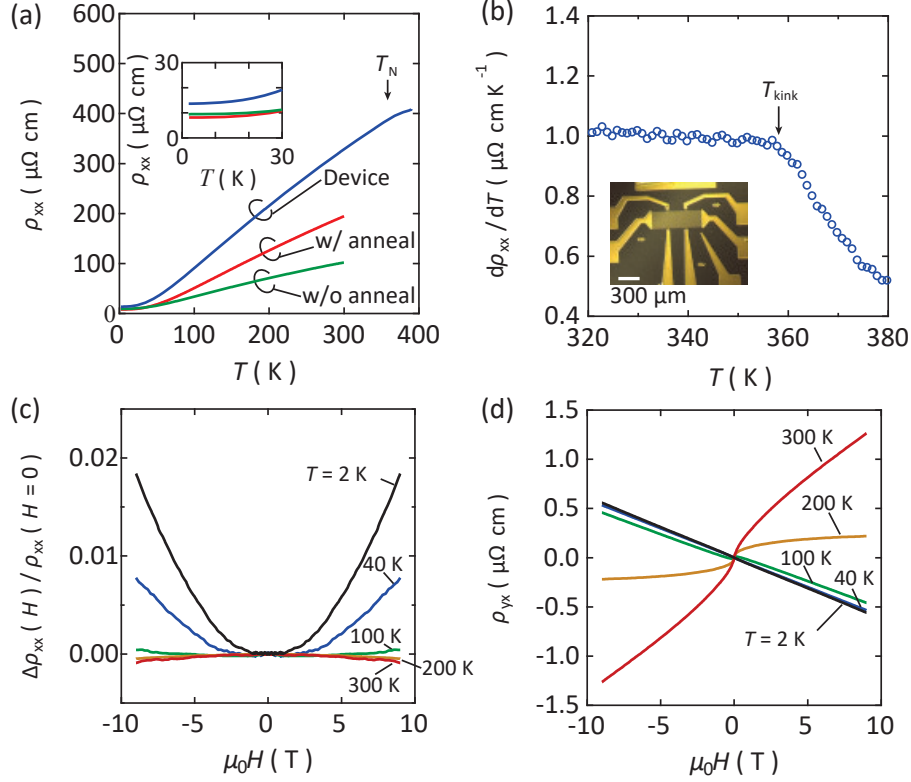 (a)
600
500
400
300
200
100
0
0
100
200
300
400
ρxx ( μΩ cm)
T ( K )
TN
30
0
0
30
ρxx ( μΩ cm)
T ( K )
Device
w/ anneal
w/o anneal
(b)
1.4
1.2
1.0
0.8
0.6
0.4
320
340
360
380
dρxx / dT ( μΩ cm K⁻¹ )
T ( K )
Tkink
300 μm
(c)
0.02
0.01
0.00
-10
-5
0
5
10
Δρxx ( H ) / ρxx ( H = 0 )
μ0H ( T )
T = 2 K
40 K
100 K
200 K
300 K
(d)
1.5
1.0
0.5
0.0
-0.5
-1.0
-1.5
-10
-5
0
5
10
ρyx ( μΩ cm)
μ0H ( T )
300 K
200 K
100 K
40 K
T = 2 K